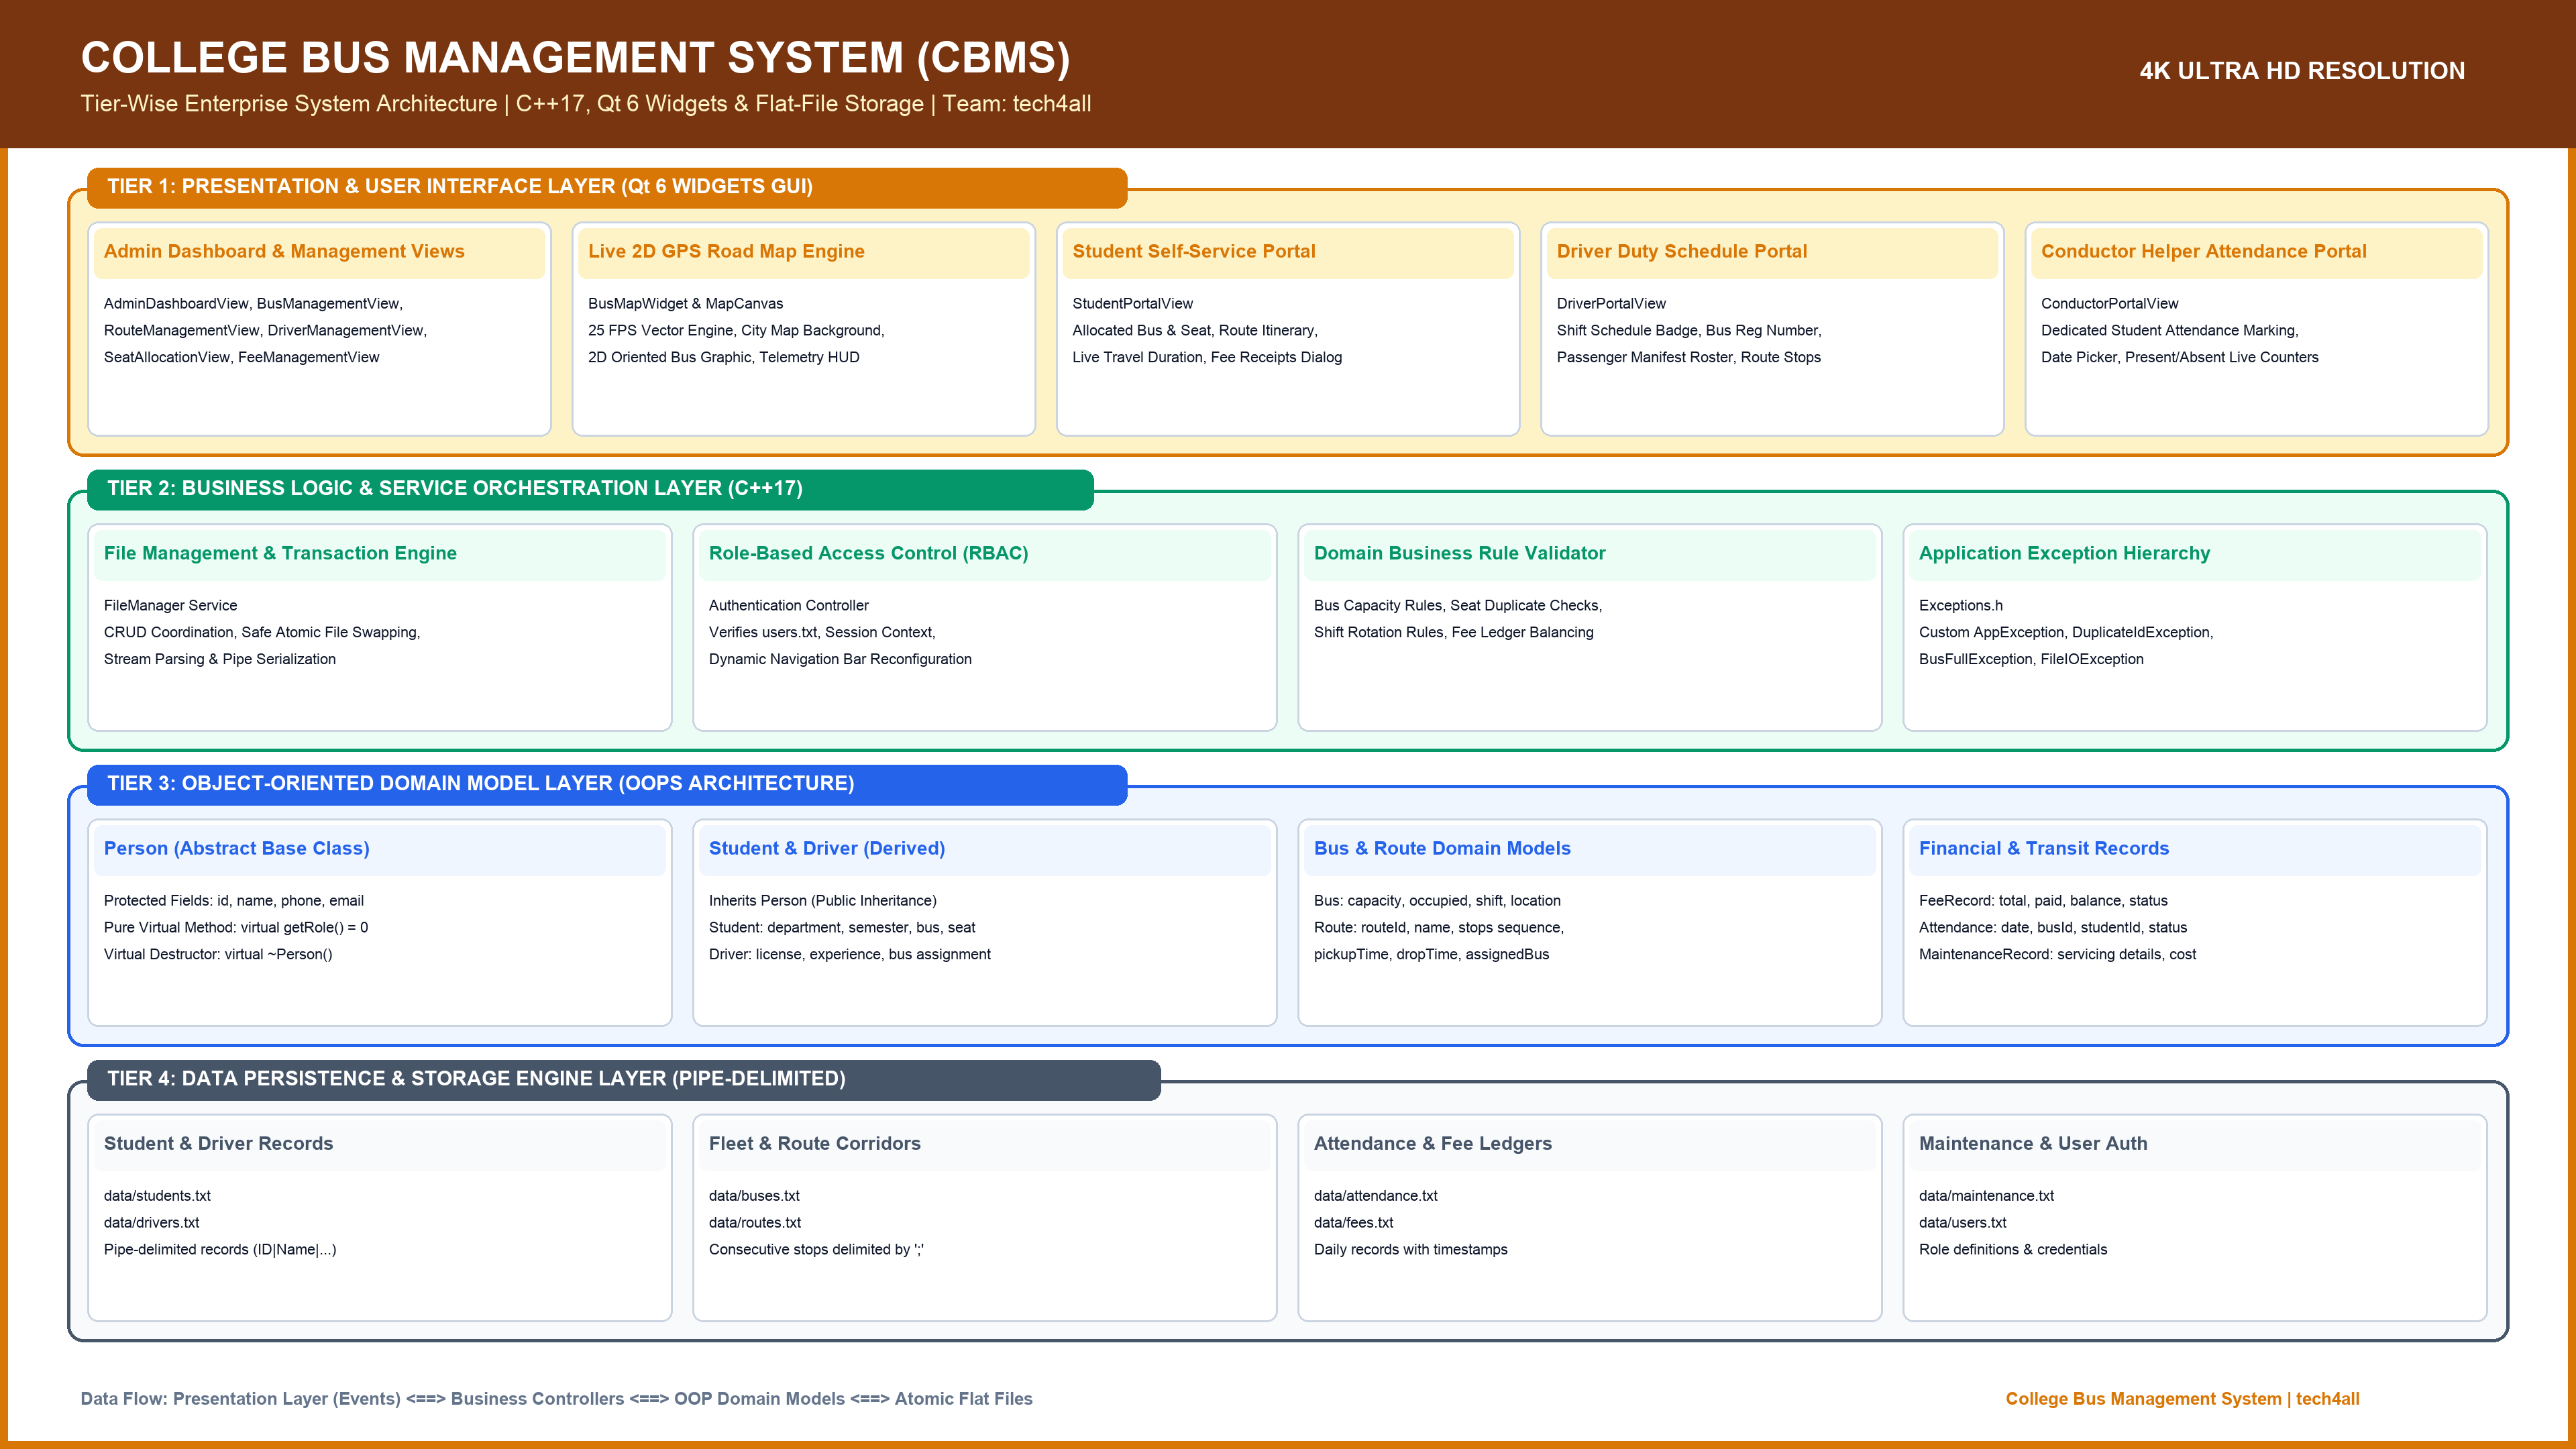 COLLEGE BUS MANAGEMENT SYSTEM (CBMS)
Tier-Wise Enterprise System Architecture | C++17, Qt 6 Widgets & Flat-File Storage | Team: tech4all
4K ULTRA HD RESOLUTION
TIER 1: PRESENTATION & USER INTERFACE LAYER (Qt 6 WIDGETS GUI)
Admin Dashboard & Management Views
AdminDashboardView, BusManagementView,
RouteManagementView, DriverManagementView,
SeatAllocationView, FeeManagementView
Live 2D GPS Road Map Engine
BusMapWidget & MapCanvas
25 FPS Vector Engine, City Map Background,
2D Oriented Bus Graphic, Telemetry HUD
Student Self-Service Portal
StudentPortalView
Allocated Bus & Seat, Route Itinerary,
Live Travel Duration, Fee Receipts Dialog
Driver Duty Schedule Portal
DriverPortalView
Shift Schedule Badge, Bus Reg Number,
Passenger Manifest Roster, Route Stops
Conductor Helper Attendance Portal
ConductorPortalView
Dedicated Student Attendance Marking,
Date Picker, Present/Absent Live Counters
TIER 2: BUSINESS LOGIC & SERVICE ORCHESTRATION LAYER (C++17)
File Management & Transaction Engine
FileManager Service
CRUD Coordination, Safe Atomic File Swapping,
Stream Parsing & Pipe Serialization
Role-Based Access Control (RBAC)
Authentication Controller
Verifies users.txt, Session Context,
Dynamic Navigation Bar Reconfiguration
Domain Business Rule Validator
Bus Capacity Rules, Seat Duplicate Checks,
Shift Rotation Rules, Fee Ledger Balancing
Application Exception Hierarchy
Exceptions.h
Custom AppException, DuplicateIdException,
BusFullException, FileIOException
TIER 3: OBJECT-ORIENTED DOMAIN MODEL LAYER (OOPS ARCHITECTURE)
Person (Abstract Base Class)
Protected Fields: id, name, phone, email
Pure Virtual Method: virtual getRole() = 0
Virtual Destructor: virtual ~Person()
Student & Driver (Derived)
Inherits Person (Public Inheritance)
Student: department, semester, bus, seat
Driver: license, experience, bus assignment
Bus & Route Domain Models
Bus: capacity, occupied, shift, location
Route: routeId, name, stops sequence,
pickupTime, dropTime, assignedBus
Financial & Transit Records
FeeRecord: total, paid, balance, status
Attendance: date, busId, studentId, status
MaintenanceRecord: servicing details, cost
TIER 4: DATA PERSISTENCE & STORAGE ENGINE LAYER (PIPE-DELIMITED)
Student & Driver Records
data/students.txt
data/drivers.txt
Pipe-delimited records (ID|Name|...)
Fleet & Route Corridors
data/buses.txt
data/routes.txt
Consecutive stops delimited by ';'
Attendance & Fee Ledgers
data/attendance.txt
data/fees.txt
Daily records with timestamps
Maintenance & User Auth
data/maintenance.txt
data/users.txt
Role definitions & credentials
Data Flow: Presentation Layer (Events) <==> Business Controllers <==> OOP Domain Models <==> Atomic Flat Files
College Bus Management System | tech4all